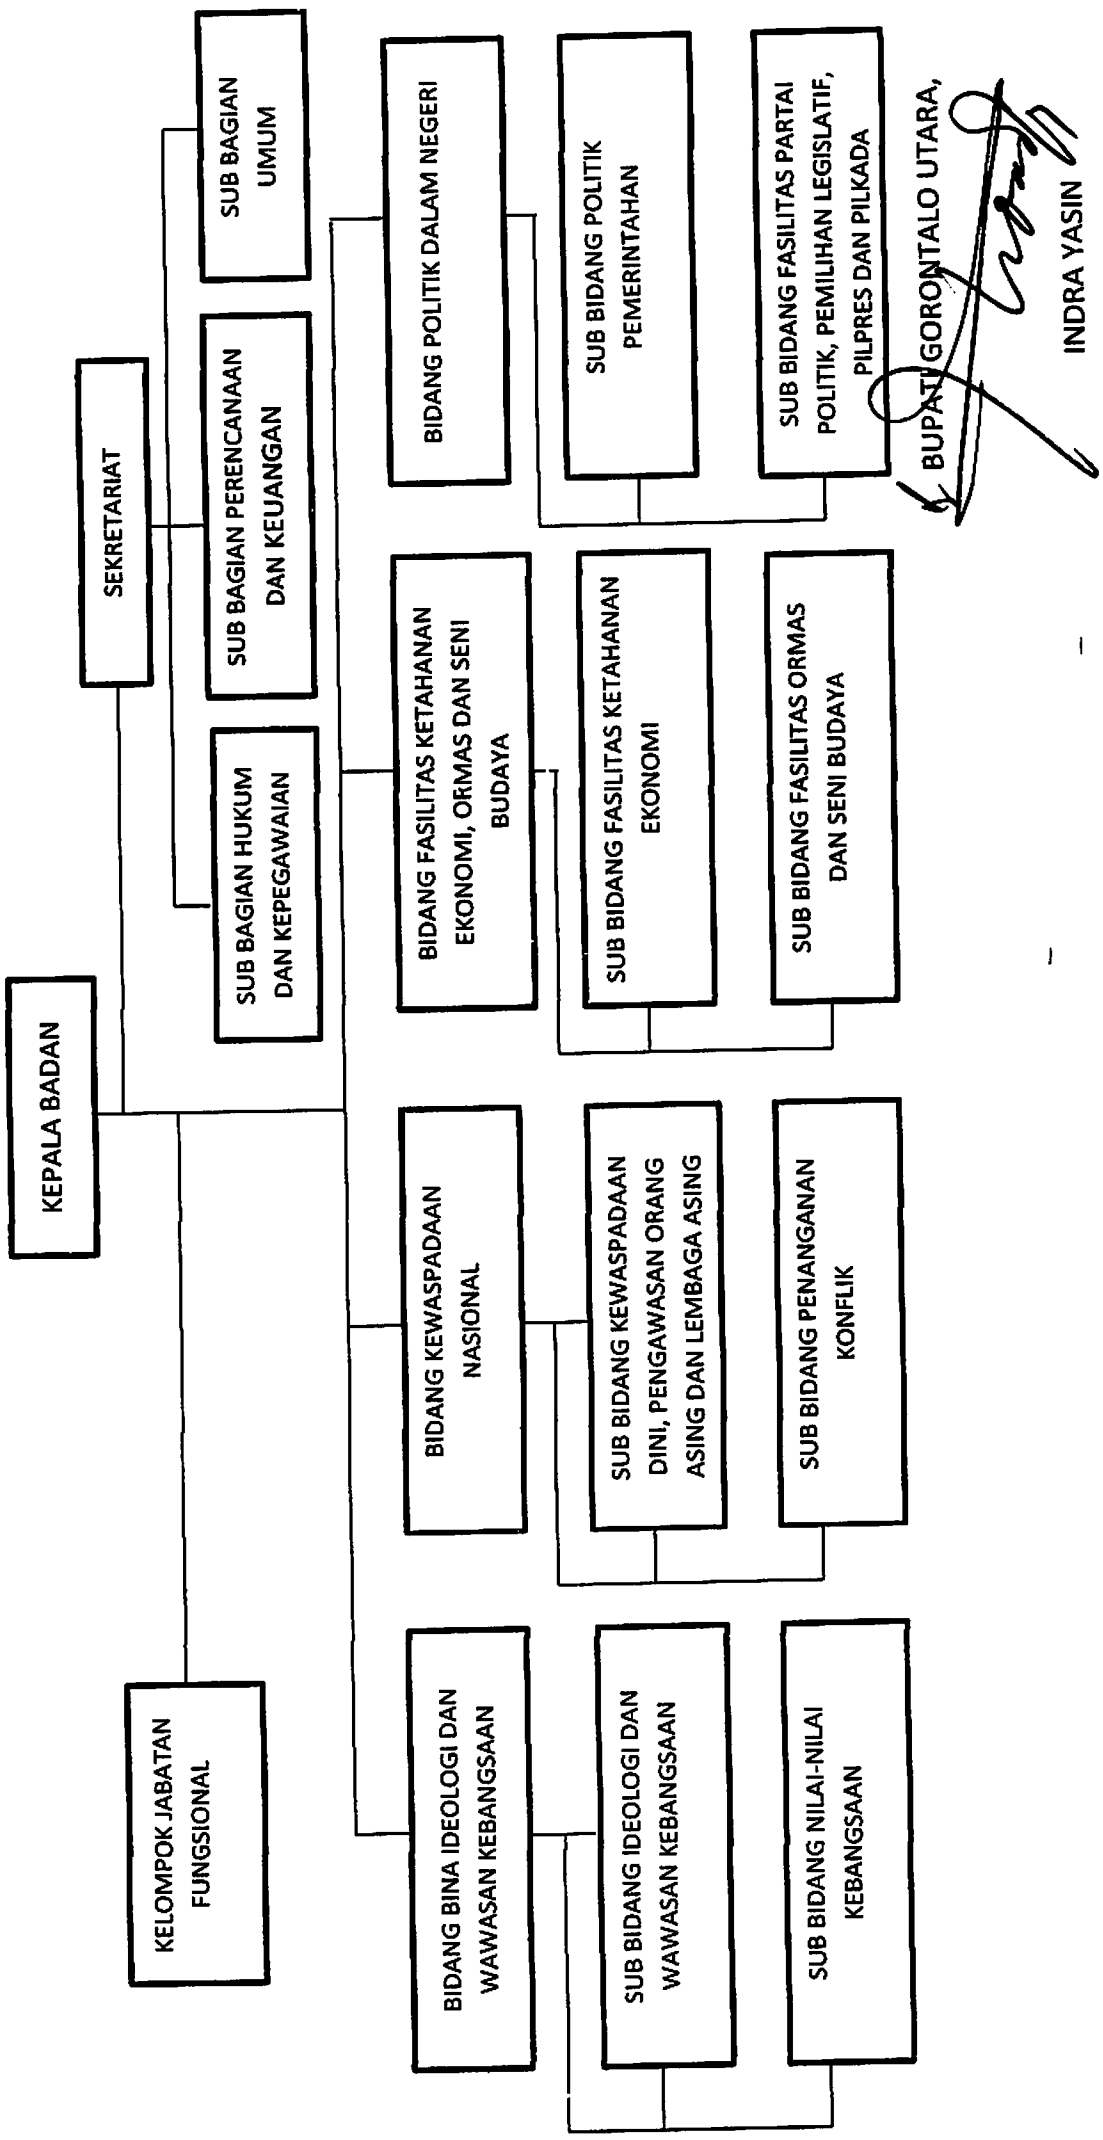 KEPALA BADAN
SEKRETARIAT
KELOMPOK JABATAN
FUNGSIONAL
SUB BAGIAN HUKUM
DAN KEPEGAWAIAN
SUB BAGIAN PERENCANAAN
DAN KEUANGAN
SUB BAGIAN
UMUM
BIDANG BINA IDEOLOGI DAN
WAWASAN KEBANGSAAN
BIDANG KEWASPADAAN
NASIONAL
BIDANG FASILITAS KETAHANAN
EKONOMI, ORMAS DAN SENI
BUDAYA
BIDANG POLITIK DALAM NEGERI
SUB BIDANG IDEOLOGI DAN
WAWASAN KEBANGSAAN
SUB BIDANG KEWASPADAAN
DINI, PENGAWASAN ORANG
ASING DAN LEMBAGA ASING
SUB BIDANG FASILITAS KETAHANAN
EKONOMI
SUB BIDANG POLITIK
PEMERINTAHAN
SUB BIDANG NILAI-NILAI
KEBANGSAAN
SUB BIDANG PENANGANAN
KONFLIK
SUB BIDANG FASILITAS ORMAS
DAN SENI BUDAYA
SUB BIDANG FASILITAS PARTAI
POLITIK, PEMILIHAN LEGISLATIF,
PILPRES DAN PILKADA
BUPATI GORONTALO UTARA,
INDRA YASIN